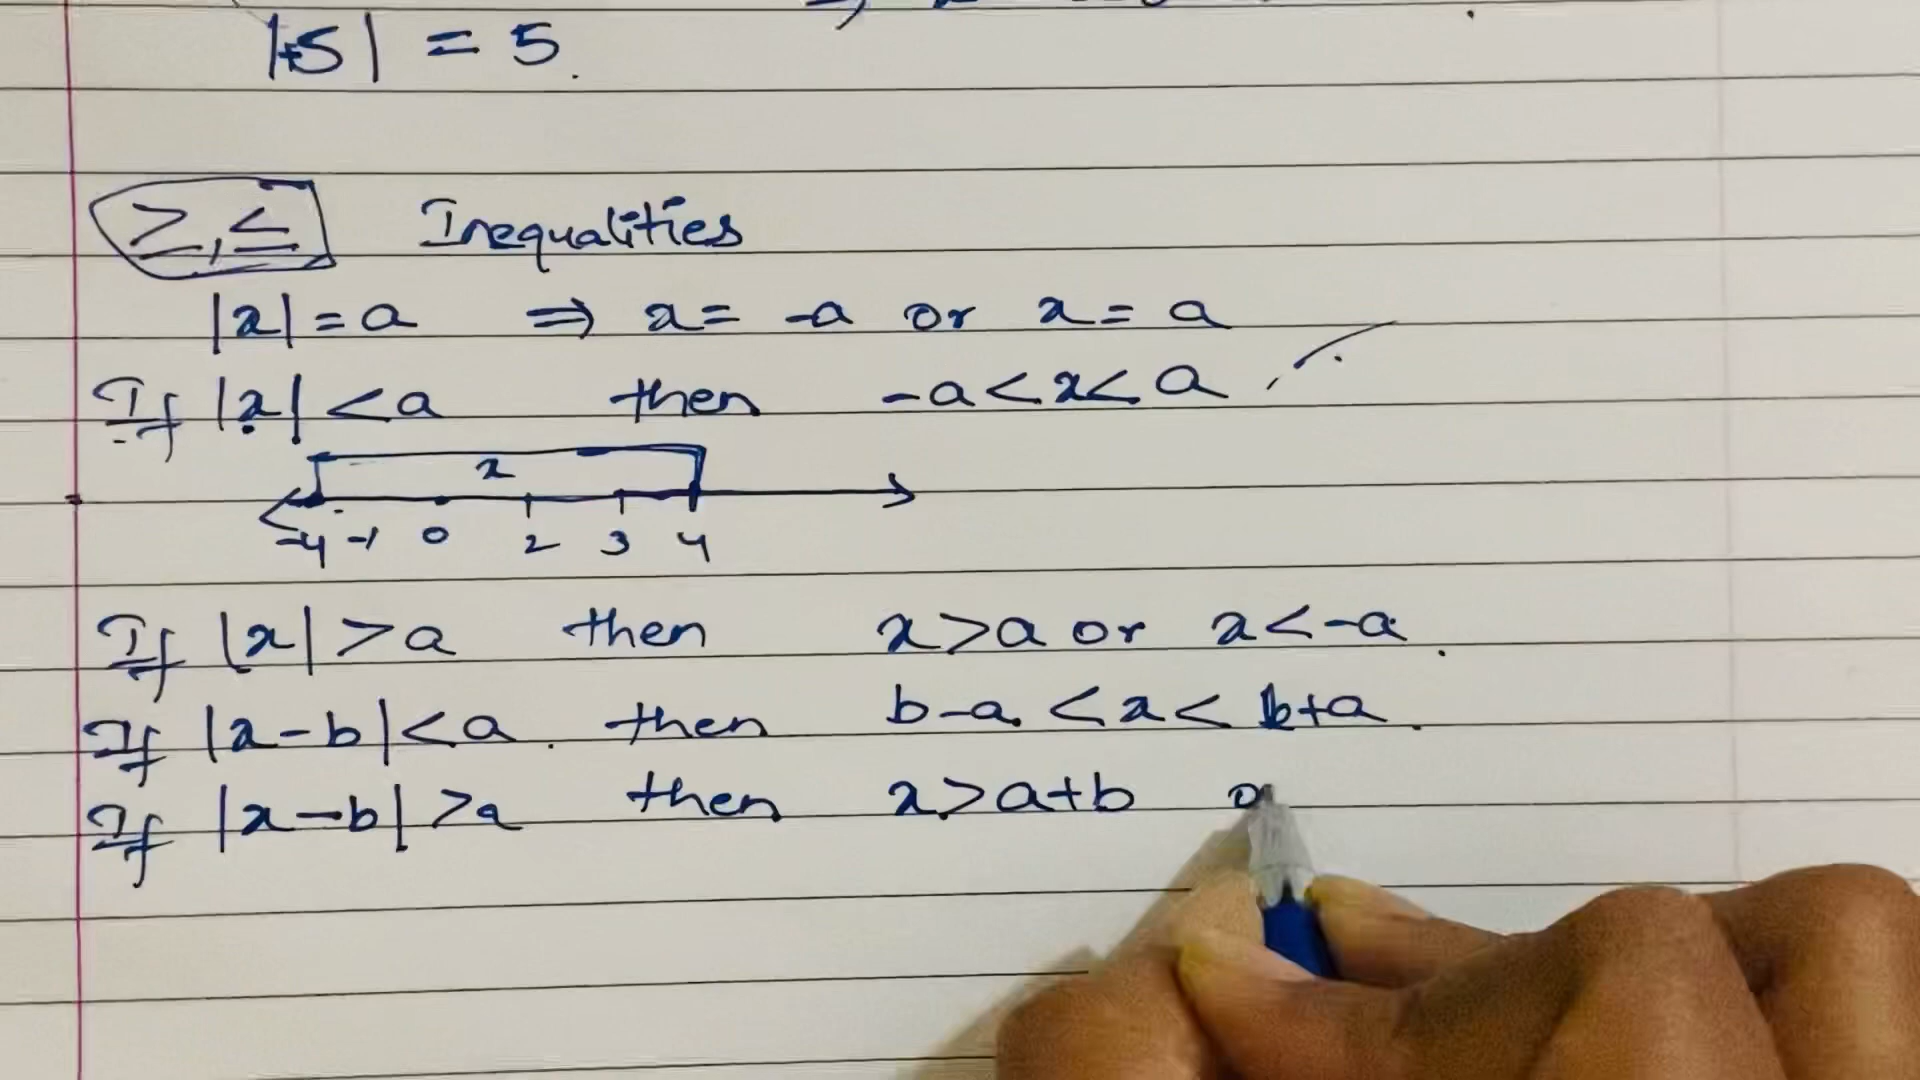 |+5| = 5.
≥, ≤ Inequalities
|x| = a ⇒ x = -a or x = a
If |x| < a then -a < x < a
x
-4 -1 0 2 3 4
If |x| > a then x > a or x < -a.
If |x - b| < a. then b - a < x < b + a.
If |x - b| > a then x > a + b o